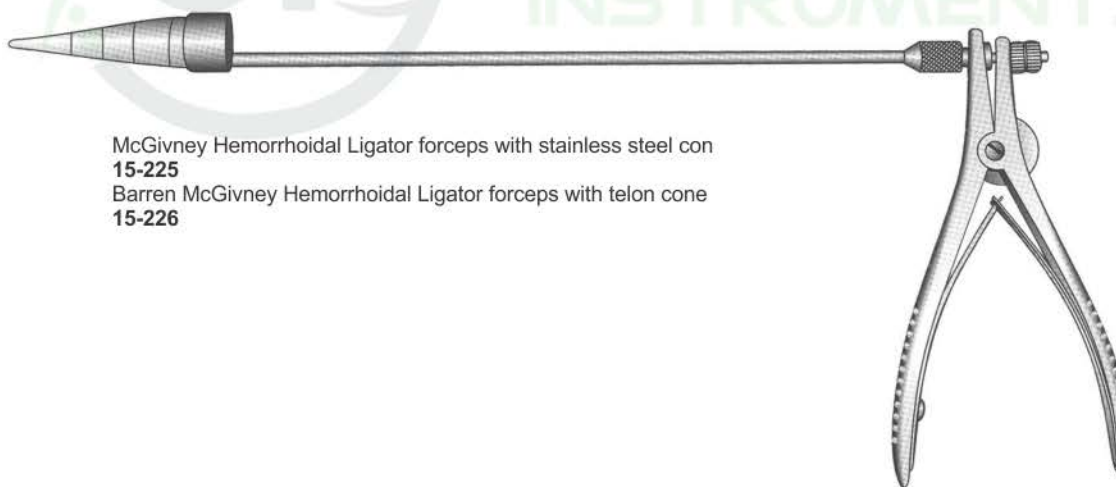 INSTRUMENT
McGivney Hemorrhoidal Ligator forceps with stainless steel con
15-225
Barren McGivney Hemorrhoidal Ligator forceps with telon cone
15-226